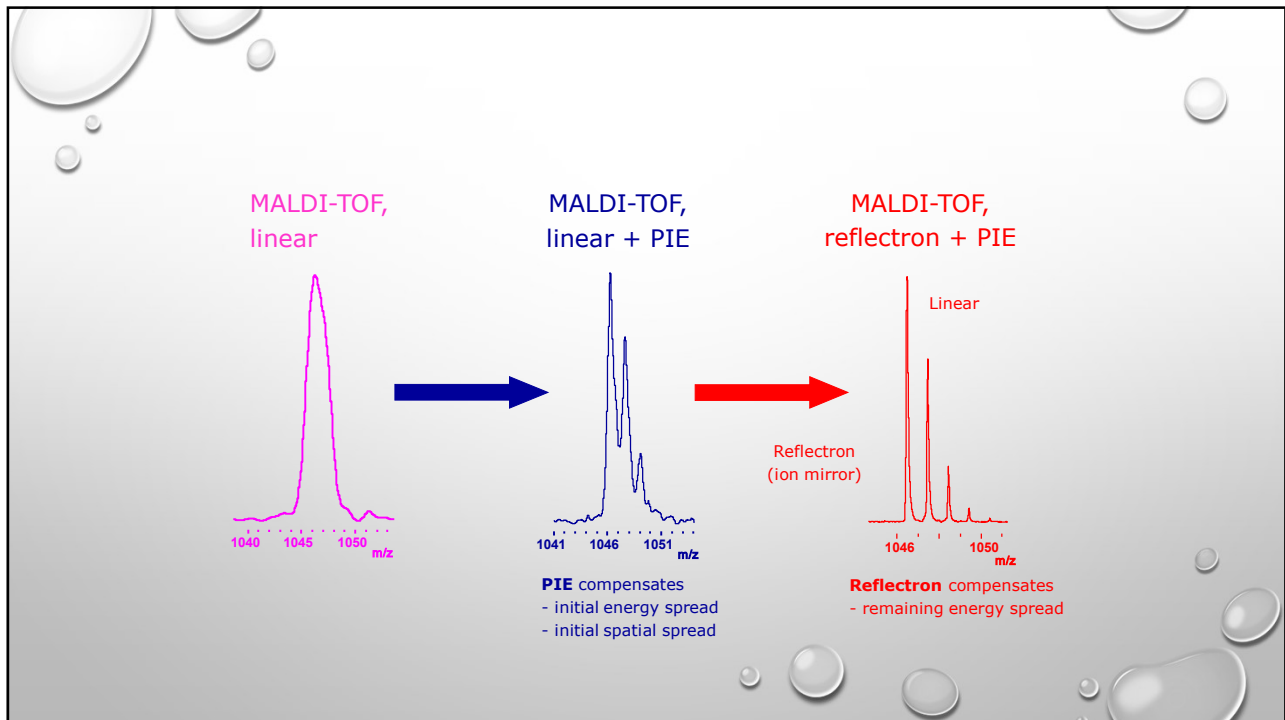 MALDI-TOF,
linear
1040 1045 1050
m/z
MALDI-TOF,
linear + PIE
1041 1046 1051
m/z
PIE compensates
- initial energy spread
- initial spatial spread
MALDI-TOF,
reflectron + PIE
Linear
Reflectron
(ion mirror)
1046 1050
m/z
Reflectron compensates
- remaining energy spread